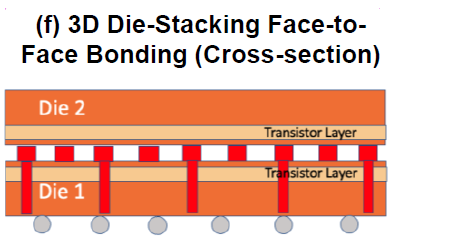 (f) 3D Die-Stacking Face-to-
Face Bonding (Cross-section)
Die 2
Transistor Layer
Transistor Layer
Die 1